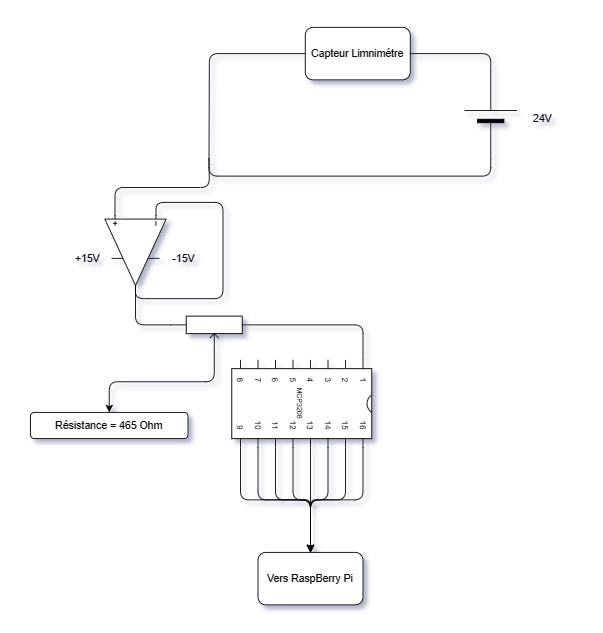 Capteur Limnimétre
24V
+ -
+15V -15V
8 7 6 5 4 3 2 1
MCP3208
9 10 11 12 13 14 15 16
Résistance = 465 Ohm
Vers RaspBerry Pi